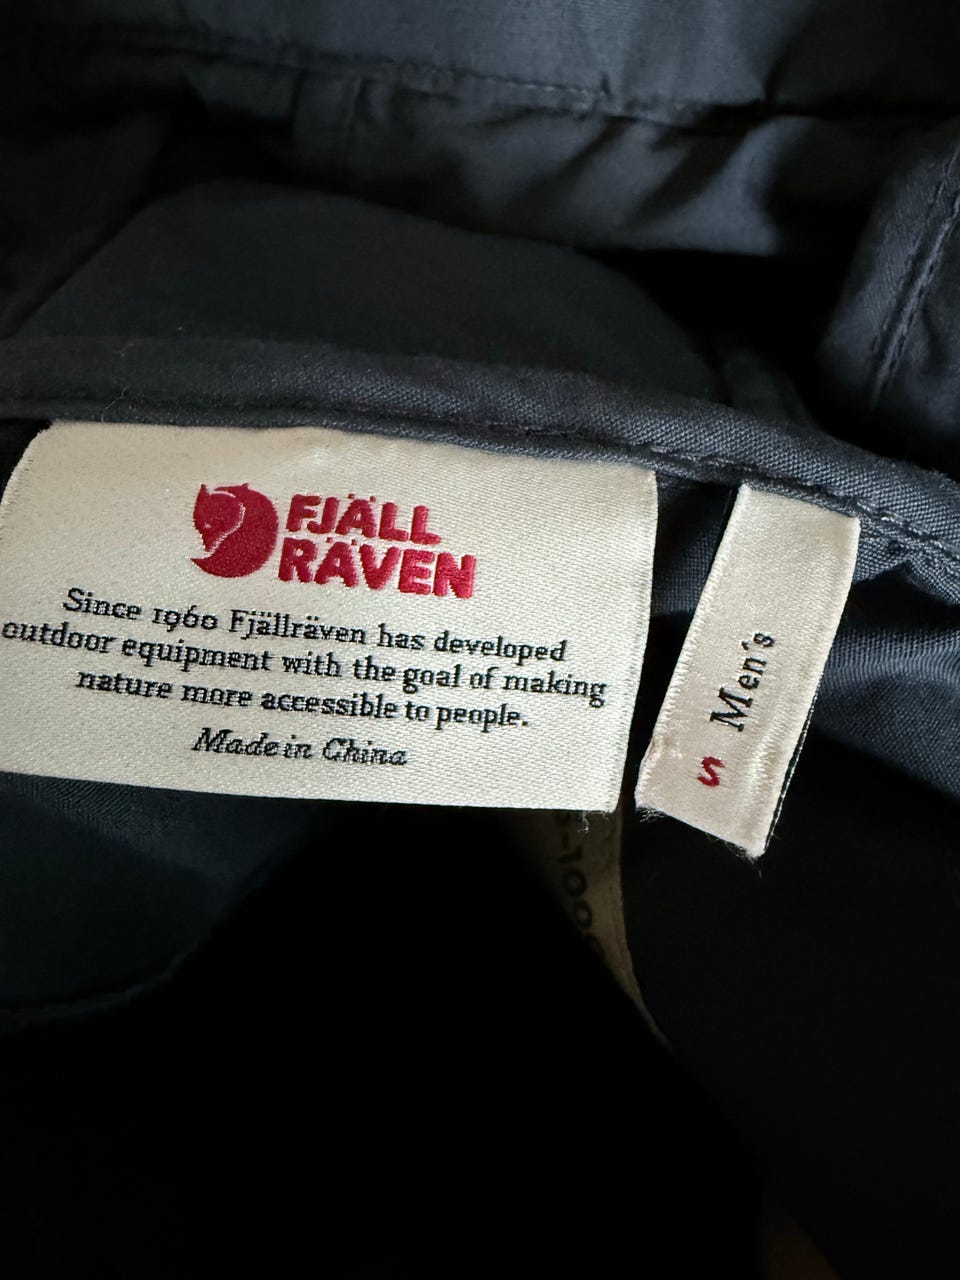 FJÄLL
RÄVEN
Since 1960 Fjällräven has developed
outdoor equipment with the goal of making
nature more accessible to people.
Made in China
S Men's